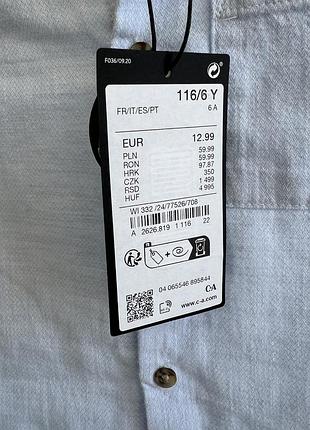 F036/09.20
116/6 Y
FR/IT/ES/PT 6 A
EUR 12.99
PLN 59.99
RON 59.99
HRK 97.87
CZK 350
RSD 1 499
HUF 4 995
WI 332 /24/77526/708
A 2626.819 1 116 22
04 065546 895844
C&A
www.c-a.com